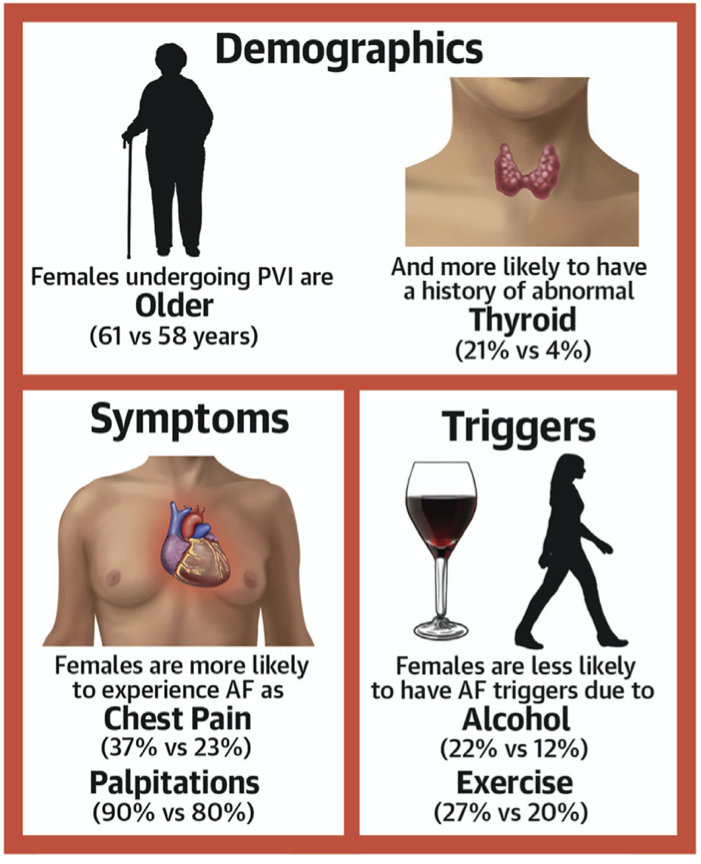 Demographics
Females undergoing PVI are
Older
(61 vs 58 years)
And more likely to have
a history of abnormal
Thyroid
(21% vs 4%)
Symptoms
Females are more likely
to experience AF as
Chest Pain
(37% vs 23%)
Palpitations
(90% vs 80%)
Triggers
Females are less likely
to have AF triggers due to
Alcohol
(22% vs 12%)
Exercise
(27% vs 20%)